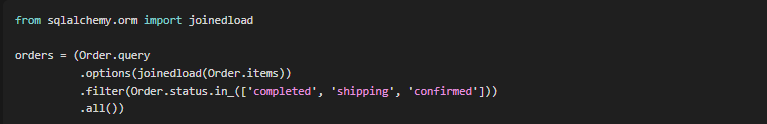 from sqlalchemy.orm import joinedload
orders = (Order.query
.options(joinedload(Order.items))
.filter(Order.status.in_(['completed', 'shipping', 'confirmed']))
.all())